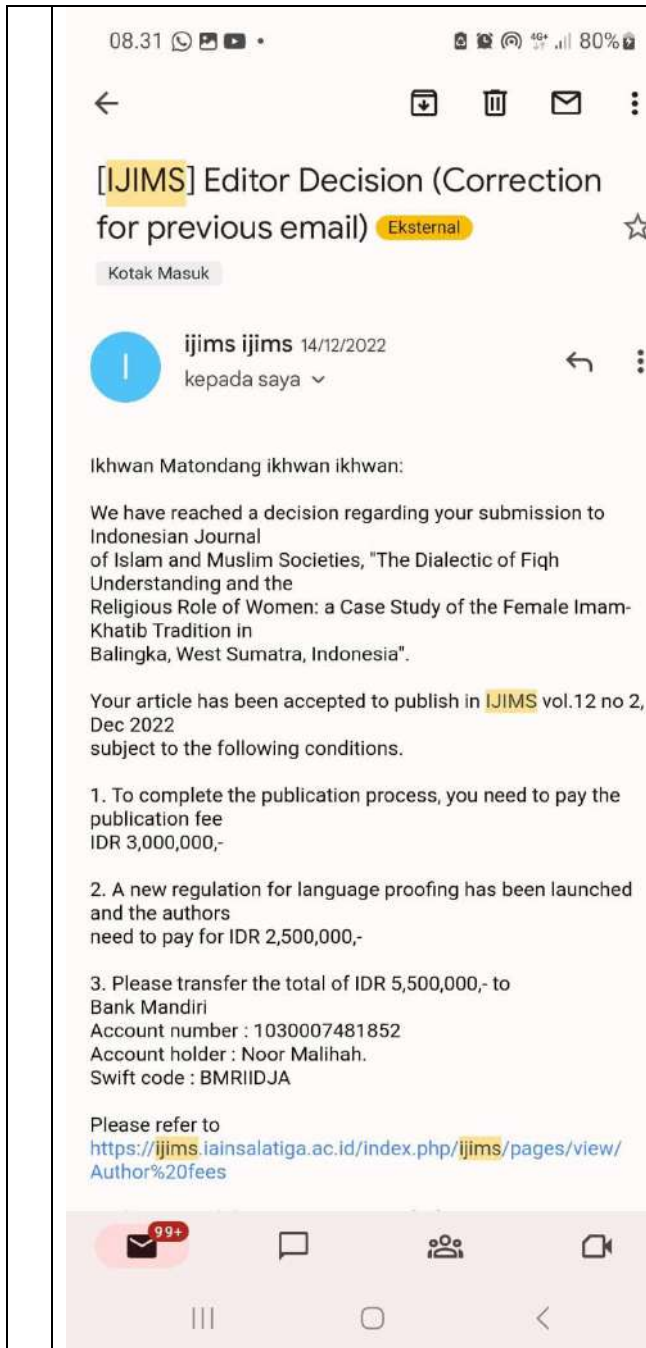 08.31
4G+ 80%
[IJIMS] Editor Decision (Correction
for previous email) Eksternal
Kotak Masuk
I
ijims ijims 14/12/2022
kepada saya
Ikhwan Matondang ikhwan ikhwan:
We have reached a decision regarding your submission to
Indonesian Journal
of Islam and Muslim Societies, "The Dialectic of Fiqh
Understanding and the
Religious Role of Women: a Case Study of the Female Imam-
Khatib Tradition in
Balingka, West Sumatra, Indonesia".
Your article has been accepted to publish in IJIMS vol.12 no 2,
Dec 2022
subject to the following conditions.
1. To complete the publication process, you need to pay the
publication fee
IDR 3,000,000,-
2. A new regulation for language proofing has been launched
and the authors
need to pay for IDR 2,500,000,-
3. Please transfer the total of IDR 5,500,000,- to
Bank Mandiri
Account number : 1030007481852
Account holder : Noor Malihah.
Swift code : BMRIIDJA
Please refer to
https://ijims.iainsalatiga.ac.id/index.php/ijims/pages/view/
Author%20fees
99+